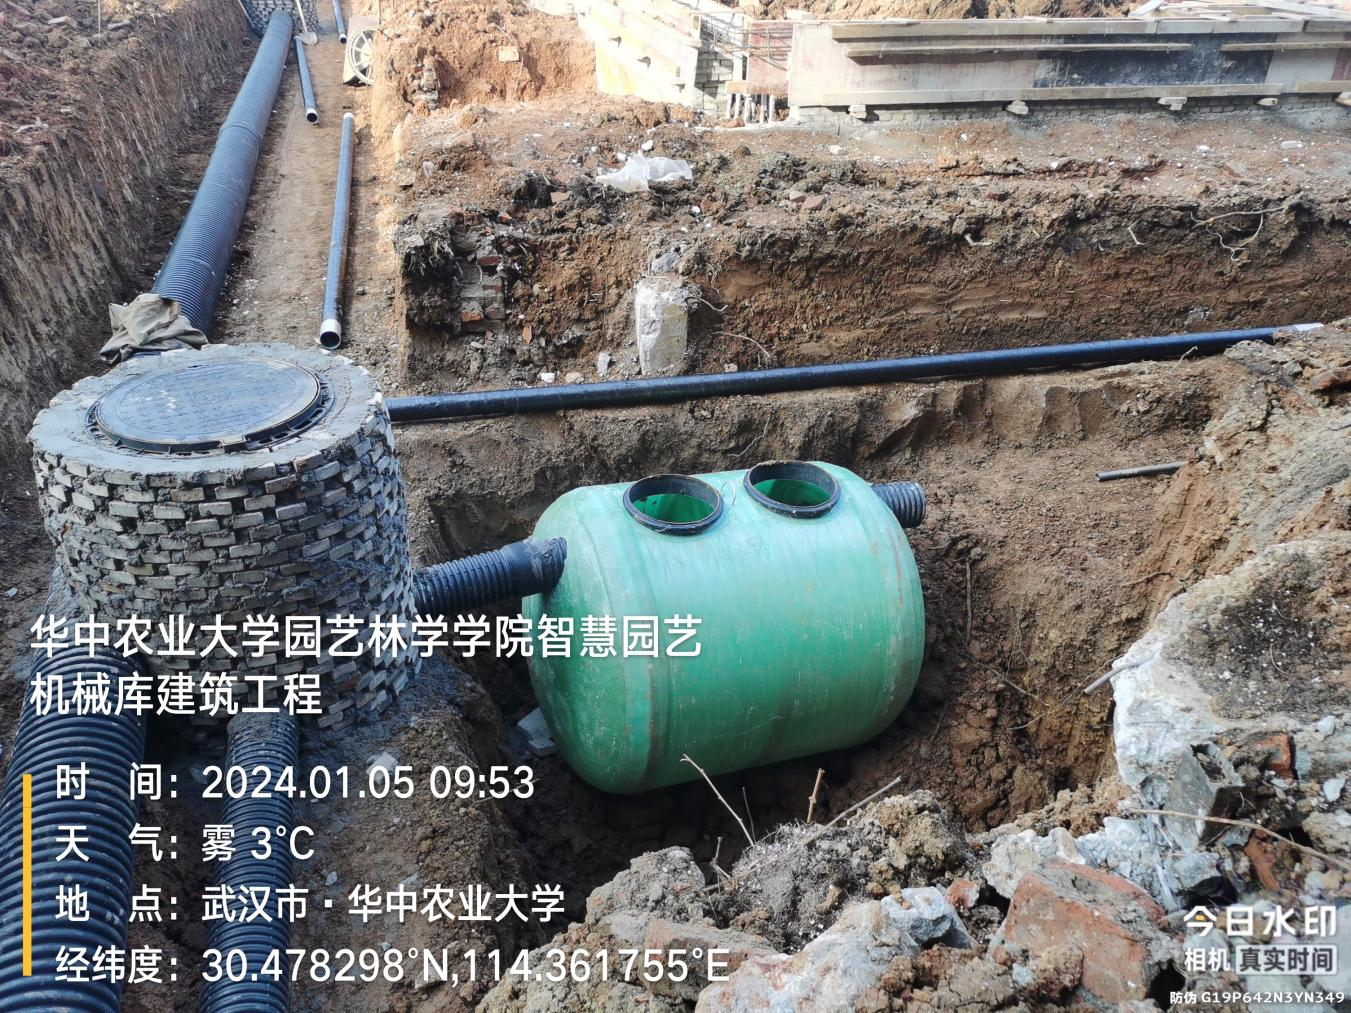 华中农业大学园艺林学学院智慧园艺
机械库建筑工程
时 间：2024.01.05 09:53
天 气：雾 3℃
地 点：武汉市·华中农业大学
经纬度：30.478298°N,114.361755°E
今日水印
相机 真实时间
防伪 G19P642N3YN349